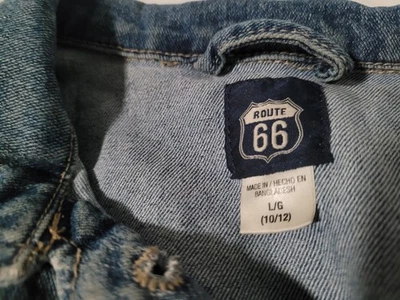 ROUTE
66
MADE IN / HECHO EN
BANGLADESH
L/G
(10/12)